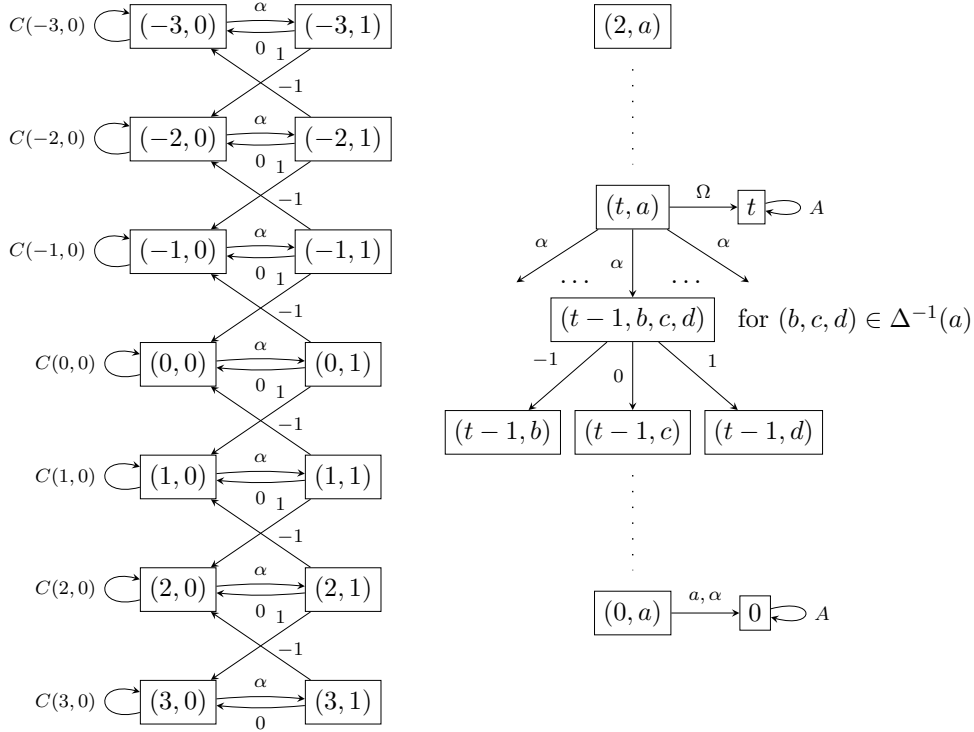 C(−3, 0) (−3, 0) α 0 (−3, 1) (2, a)
1 −1
C(−2, 0) (−2, 0) α 0 (−2, 1)
1 −1
(t, a) Ω t A
C(−1, 0) (−1, 0) α 0 (−1, 1) α α α
1 −1
... ...
(t − 1, b, c, d) for (b, c, d) ∈ Δ⁻¹(a)
C(0, 0) (0, 0) α 0 (0, 1) −1 0 1
1 −1
(t − 1, b) (t − 1, c) (t − 1, d)
C(1, 0) (1, 0) α 0 (1, 1)
1 −1
C(2, 0) (2, 0) α 0 (2, 1) (0, a) a, α 0 A
1 −1
C(3, 0) (3, 0) α 0 (3, 1)